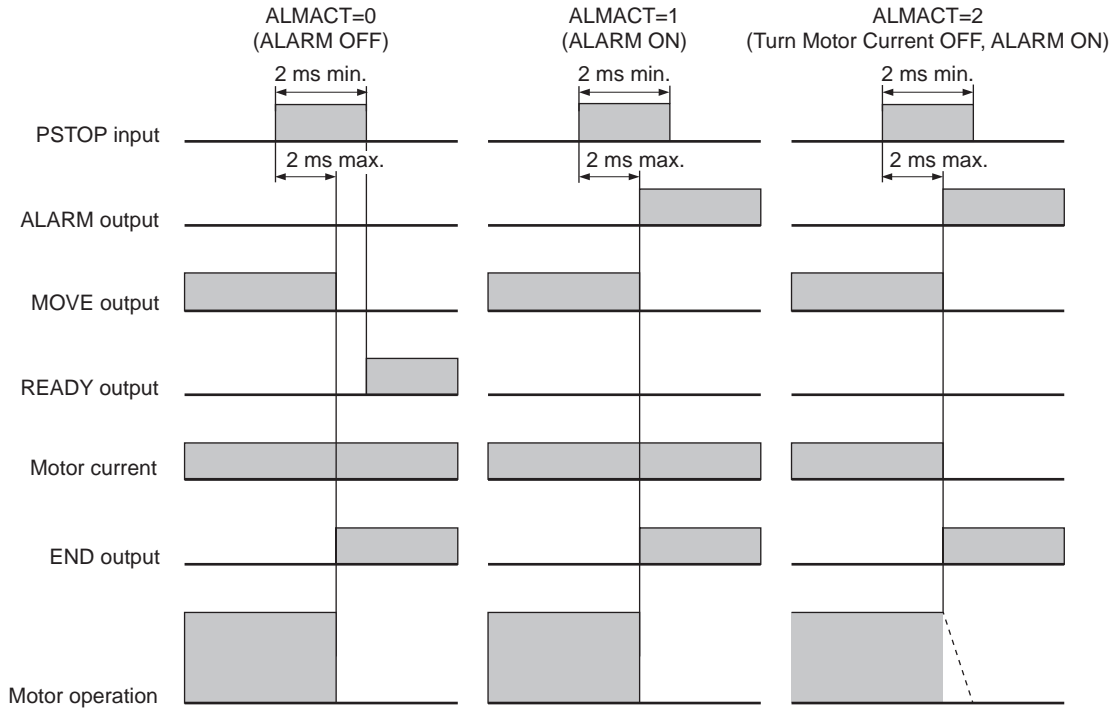 ALMACT=0
(ALARM OFF)
ALMACT=1
(ALARM ON)
ALMACT=2
(Turn Motor Current OFF, ALARM ON)
2 ms min.
2 ms min.
2 ms min.
PSTOP input
2 ms max.
2 ms max.
2 ms max.
ALARM output
MOVE output
READY output
Motor current
END output
Motor operation